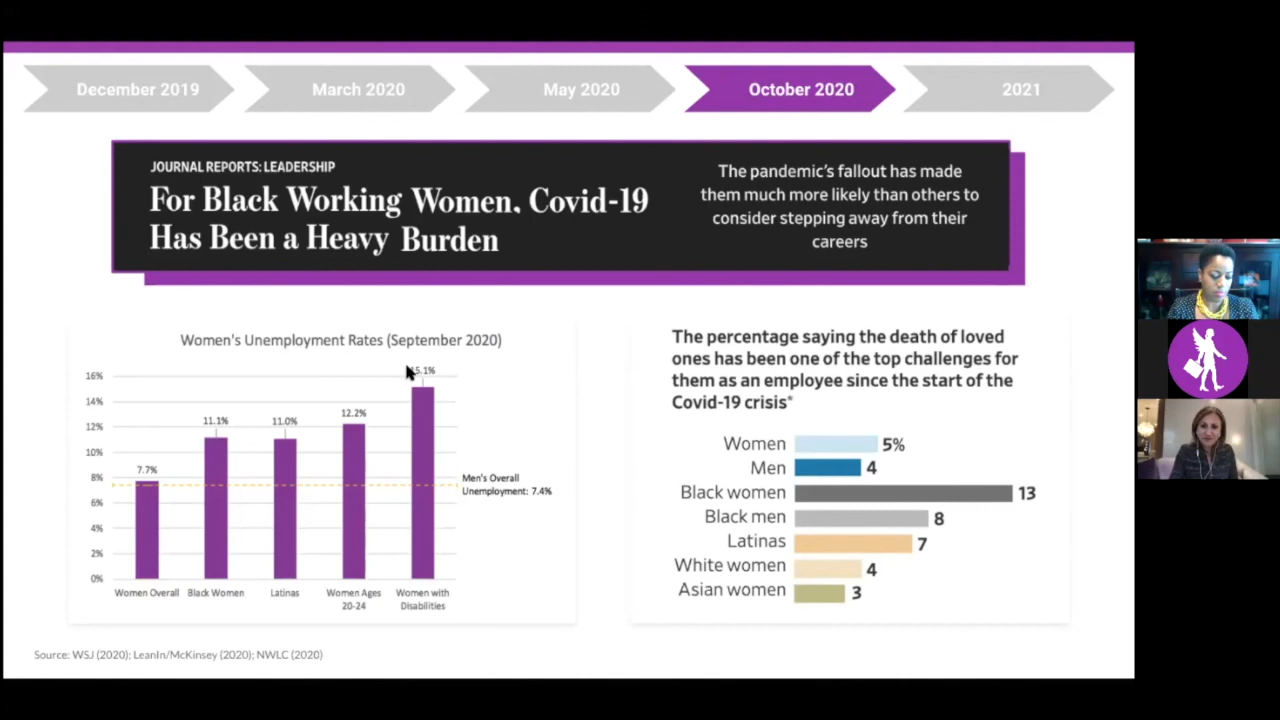 December 2019
March 2020
May 2020
October 2020
2021
JOURNAL REPORTS: LEADERSHIP
For Black Working Women, Covid-19
Has Been a Heavy Burden
The pandemic's fallout has made
them much more likely than others to
consider stepping away from their
careers
Women's Unemployment Rates (September 2020)
16%
14%
12%
10%
8%
6%
4%
2%
0%
7.7%
11.1%
11.0%
12.2%
15.1%
Men's Overall
Unemployment: 7.4%
Women Overall
Black Women
Latinas
Women Ages
20-24
Women with
Disabilities
The percentage saying the death of loved
ones has been one of the top challenges for
them as an employee since the start of the
Covid-19 crisis*
Women 5%
Men 4
Black women 13
Black men 8
Latinas 7
White women 4
Asian women 3
Source: WSJ (2020); LeanIn/McKinsey (2020); NWLC (2020)